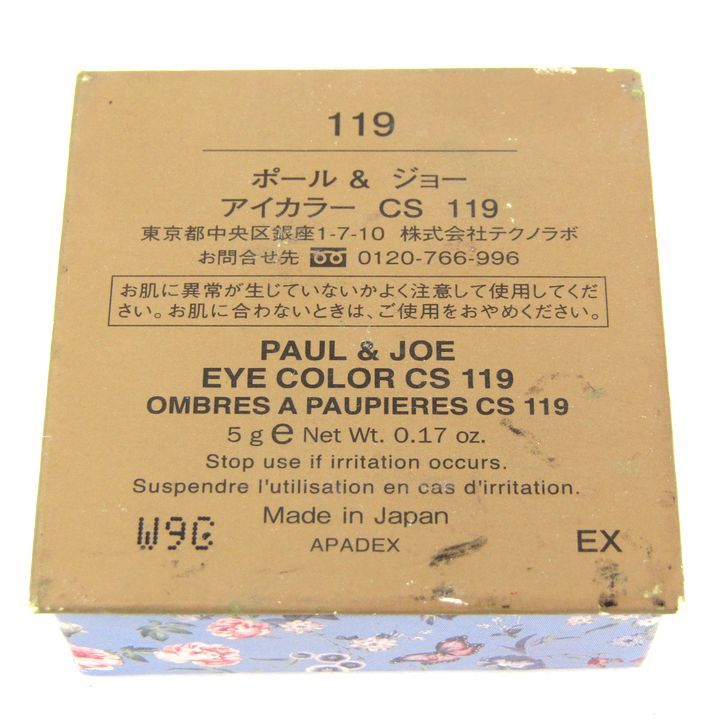 119
ポール & ジョー
アイカラー CS 119
東京都中央区銀座1-7-10 株式会社テクノラボ
お問合せ先 0120-766-996
お肌に異常が生じていないかよく注意して使用してくだ
さい。お肌に合わないときは、ご使用をおやめください。
PAUL & JOE
EYE COLOR CS 119
OMBRES A PAUPIERES CS 119
5 g e Net Wt. 0.17 oz.
Stop use if irritation occurs.
Suspendre l'utilisation en cas d'irritation.
Made in Japan
W9G APADEX EX